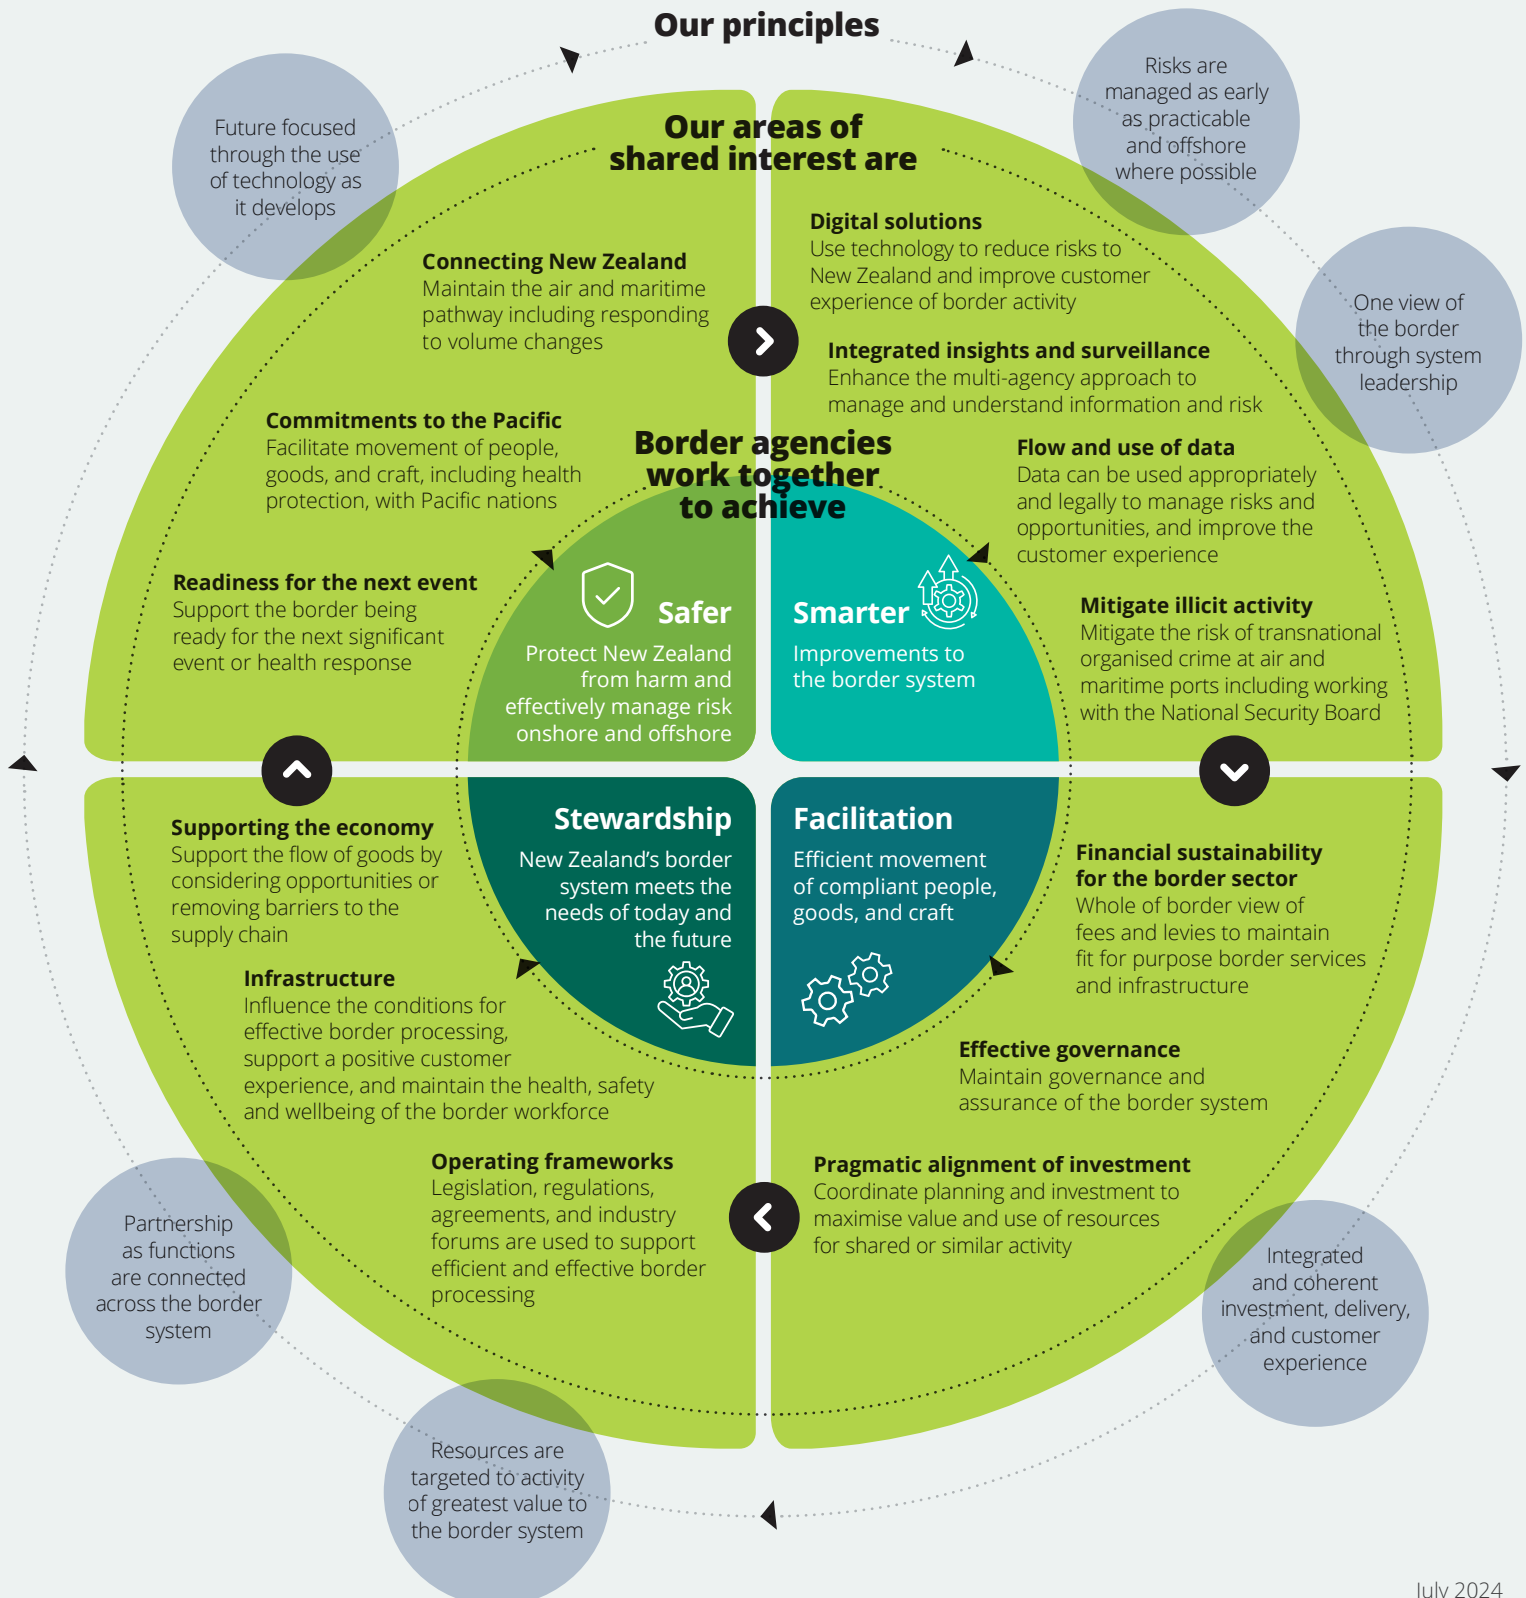 Our principles
Future focused
through the use
of technology as
it develops
Risks are
managed as early
as practicable
and offshore
where possible
One view of
the border
through system
leadership
Integrated
and coherent
investment, delivery,
and customer
experience
Resources are
targeted to activity
of greatest value to
the border system
Partnership
as functions
are connected
across the border
system
Our areas of
shared interest are
Connecting New Zealand
Maintain the air and maritime
pathway including responding
to volume changes
Commitments to the Pacific
Facilitate movement of people,
goods, and craft, including health
protection, with Pacific nations
Readiness for the next event
Support the border being
ready for the next significant
event or health response
Digital solutions
Use technology to reduce risks to
New Zealand and improve customer
experience of border activity
Integrated insights and surveillance
Enhance the multi-agency approach to
manage and understand information and risk
Flow and use of data
Data can be used appropriately
and legally to manage risks and
opportunities, and improve the
customer experience
Mitigate illicit activity
Mitigate the risk of transnational
organised crime at air and
maritime ports including working
with the National Security Board
Financial sustainability
for the border sector
Whole of border view of
fees and levies to maintain
fit for purpose border services
and infrastructure
Effective governance
Maintain governance and
assurance of the border system
Pragmatic alignment of investment
Coordinate planning and investment to
maximise value and use of resources
for shared or similar activity
Supporting the economy
Support the flow of goods by
considering opportunities or
removing barriers to the
supply chain
Infrastructure
Influence the conditions for
effective border processing,
support a positive customer
experience, and maintain the health, safety
and wellbeing of the border workforce
Operating frameworks
Legislation, regulations,
agreements, and industry
forums are used to support
efficient and effective border
processing
Border agencies
work together
to achieve
Safer
Protect New Zealand
from harm and
effectively manage risk
onshore and offshore
Smarter
Improvements to
the border system
Stewardship
New Zealand's border
system meets the
needs of today and
the future
Facilitation
Efficient movement
of compliant people,
goods, and craft
July 2024